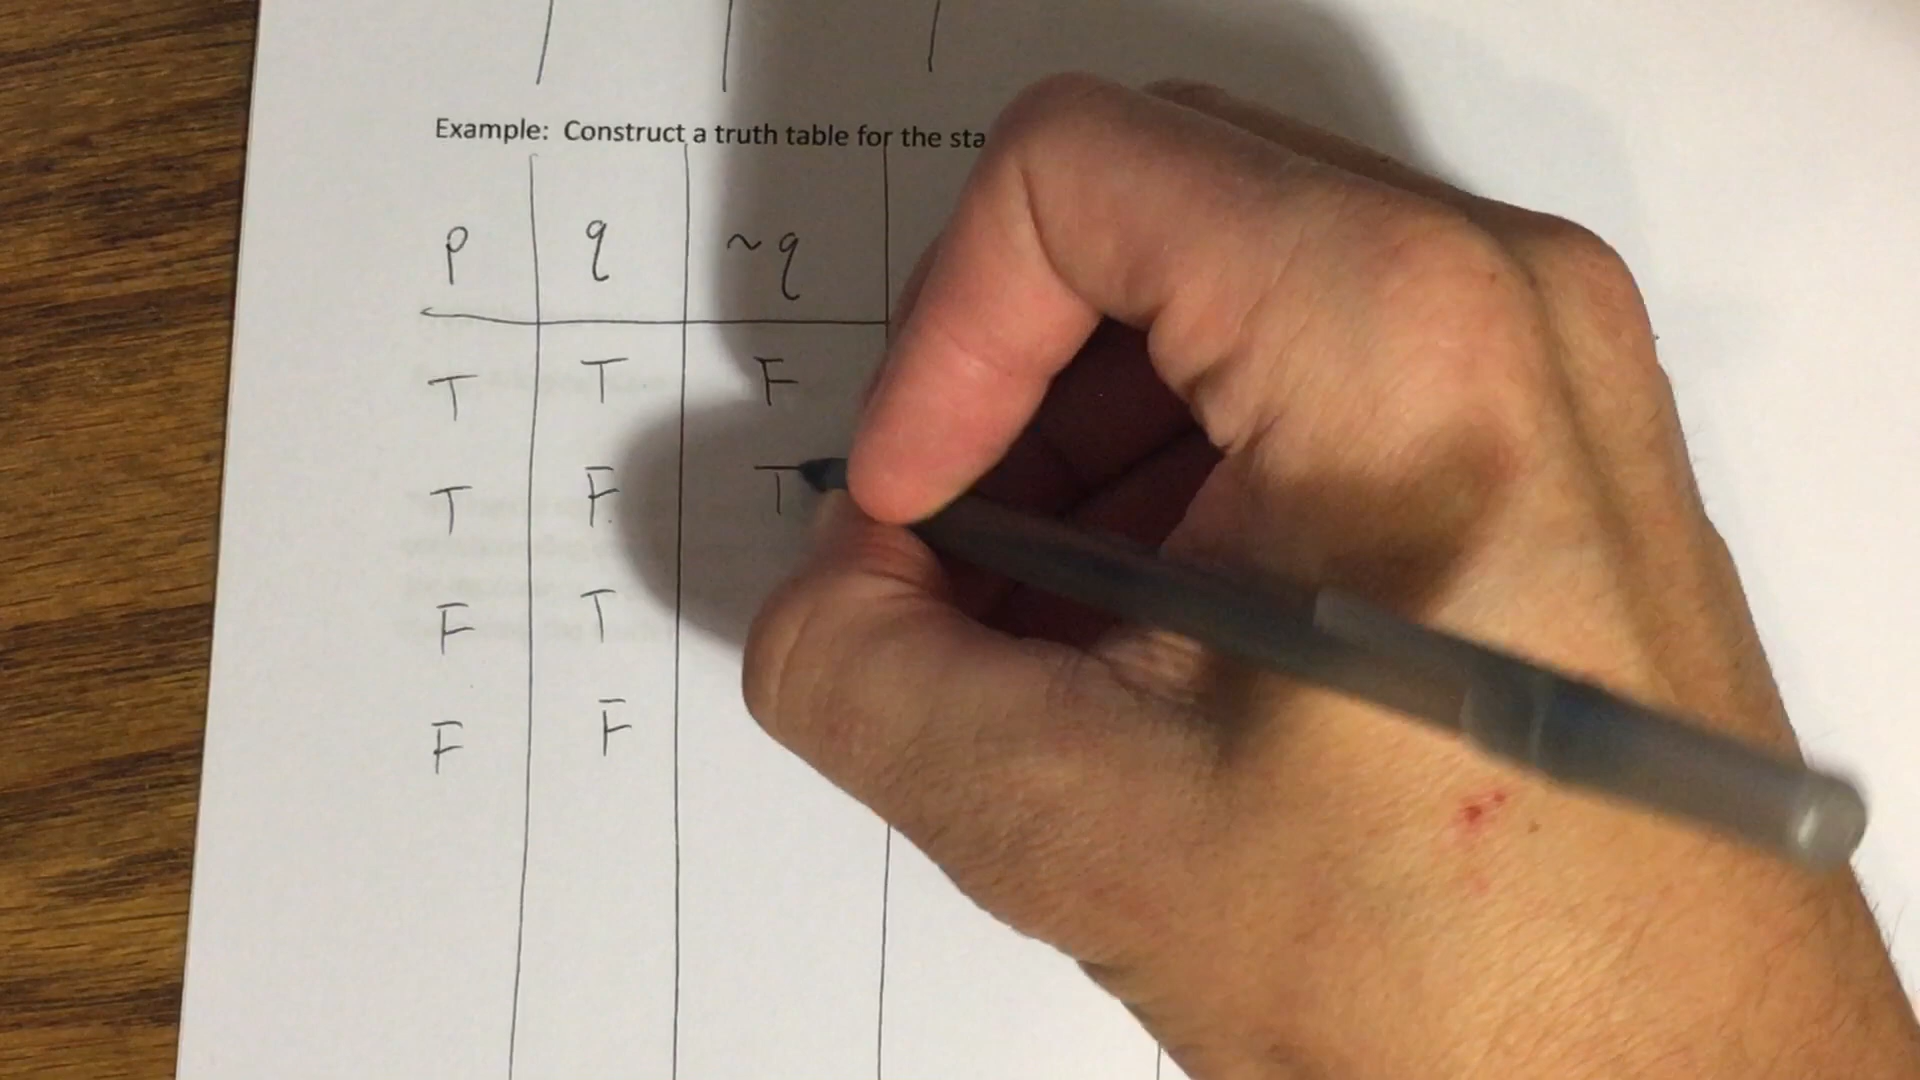 Example: Construct a truth table for the sta
p q ~q
T T F
T F T
F T
F F